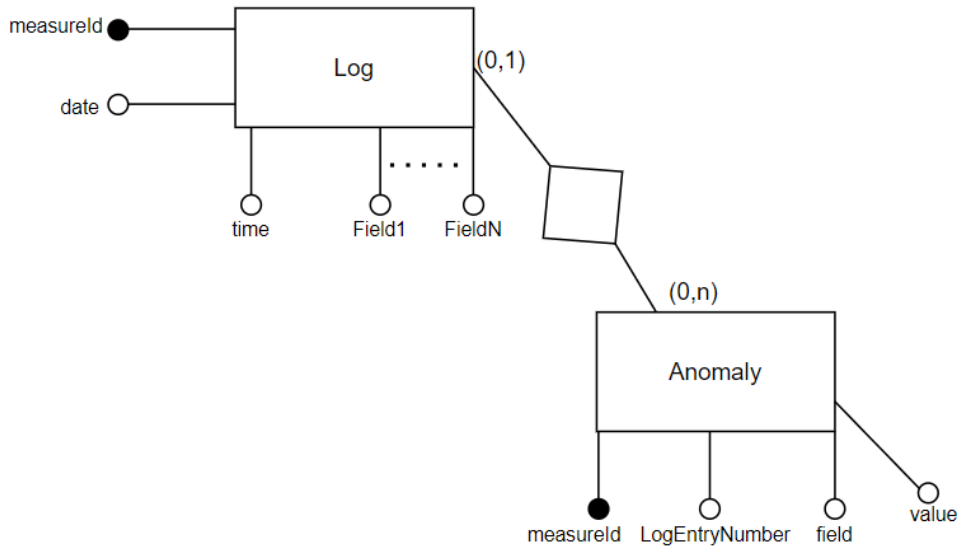 measureId
Log
(0,1)
date
time
Field1
FieldN
(0,n)
Anomaly
measureId
LogEntryNumber
field
value